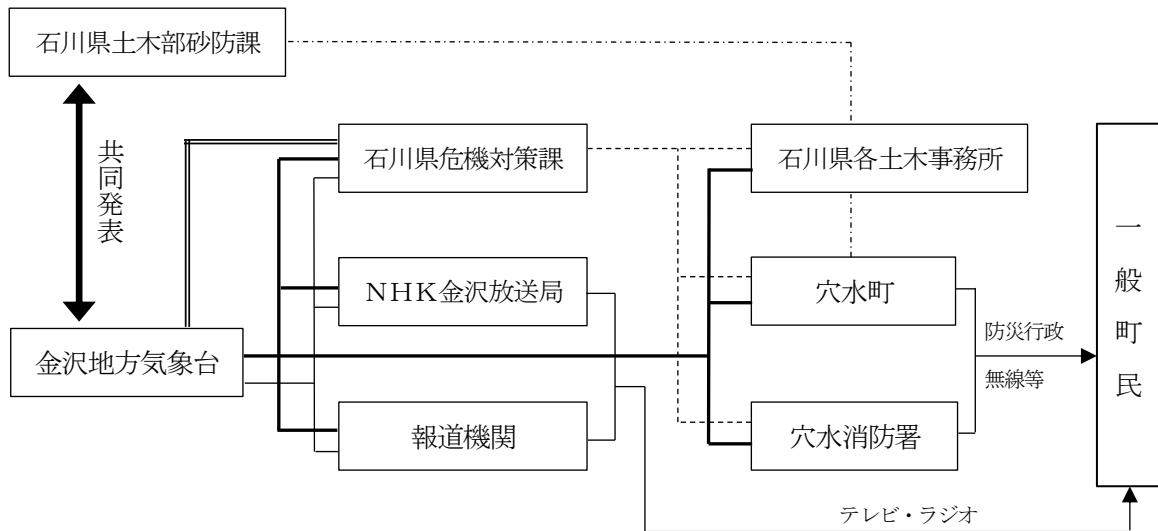 石川県土木部砂防課
共同発表
石川県危機対策課
石川県各土木事務所
一般町民
NHK金沢放送局
穴水町
金沢地方気象台
防災行政
無線等
報道機関
穴水消防署
テレビ・ラジオ